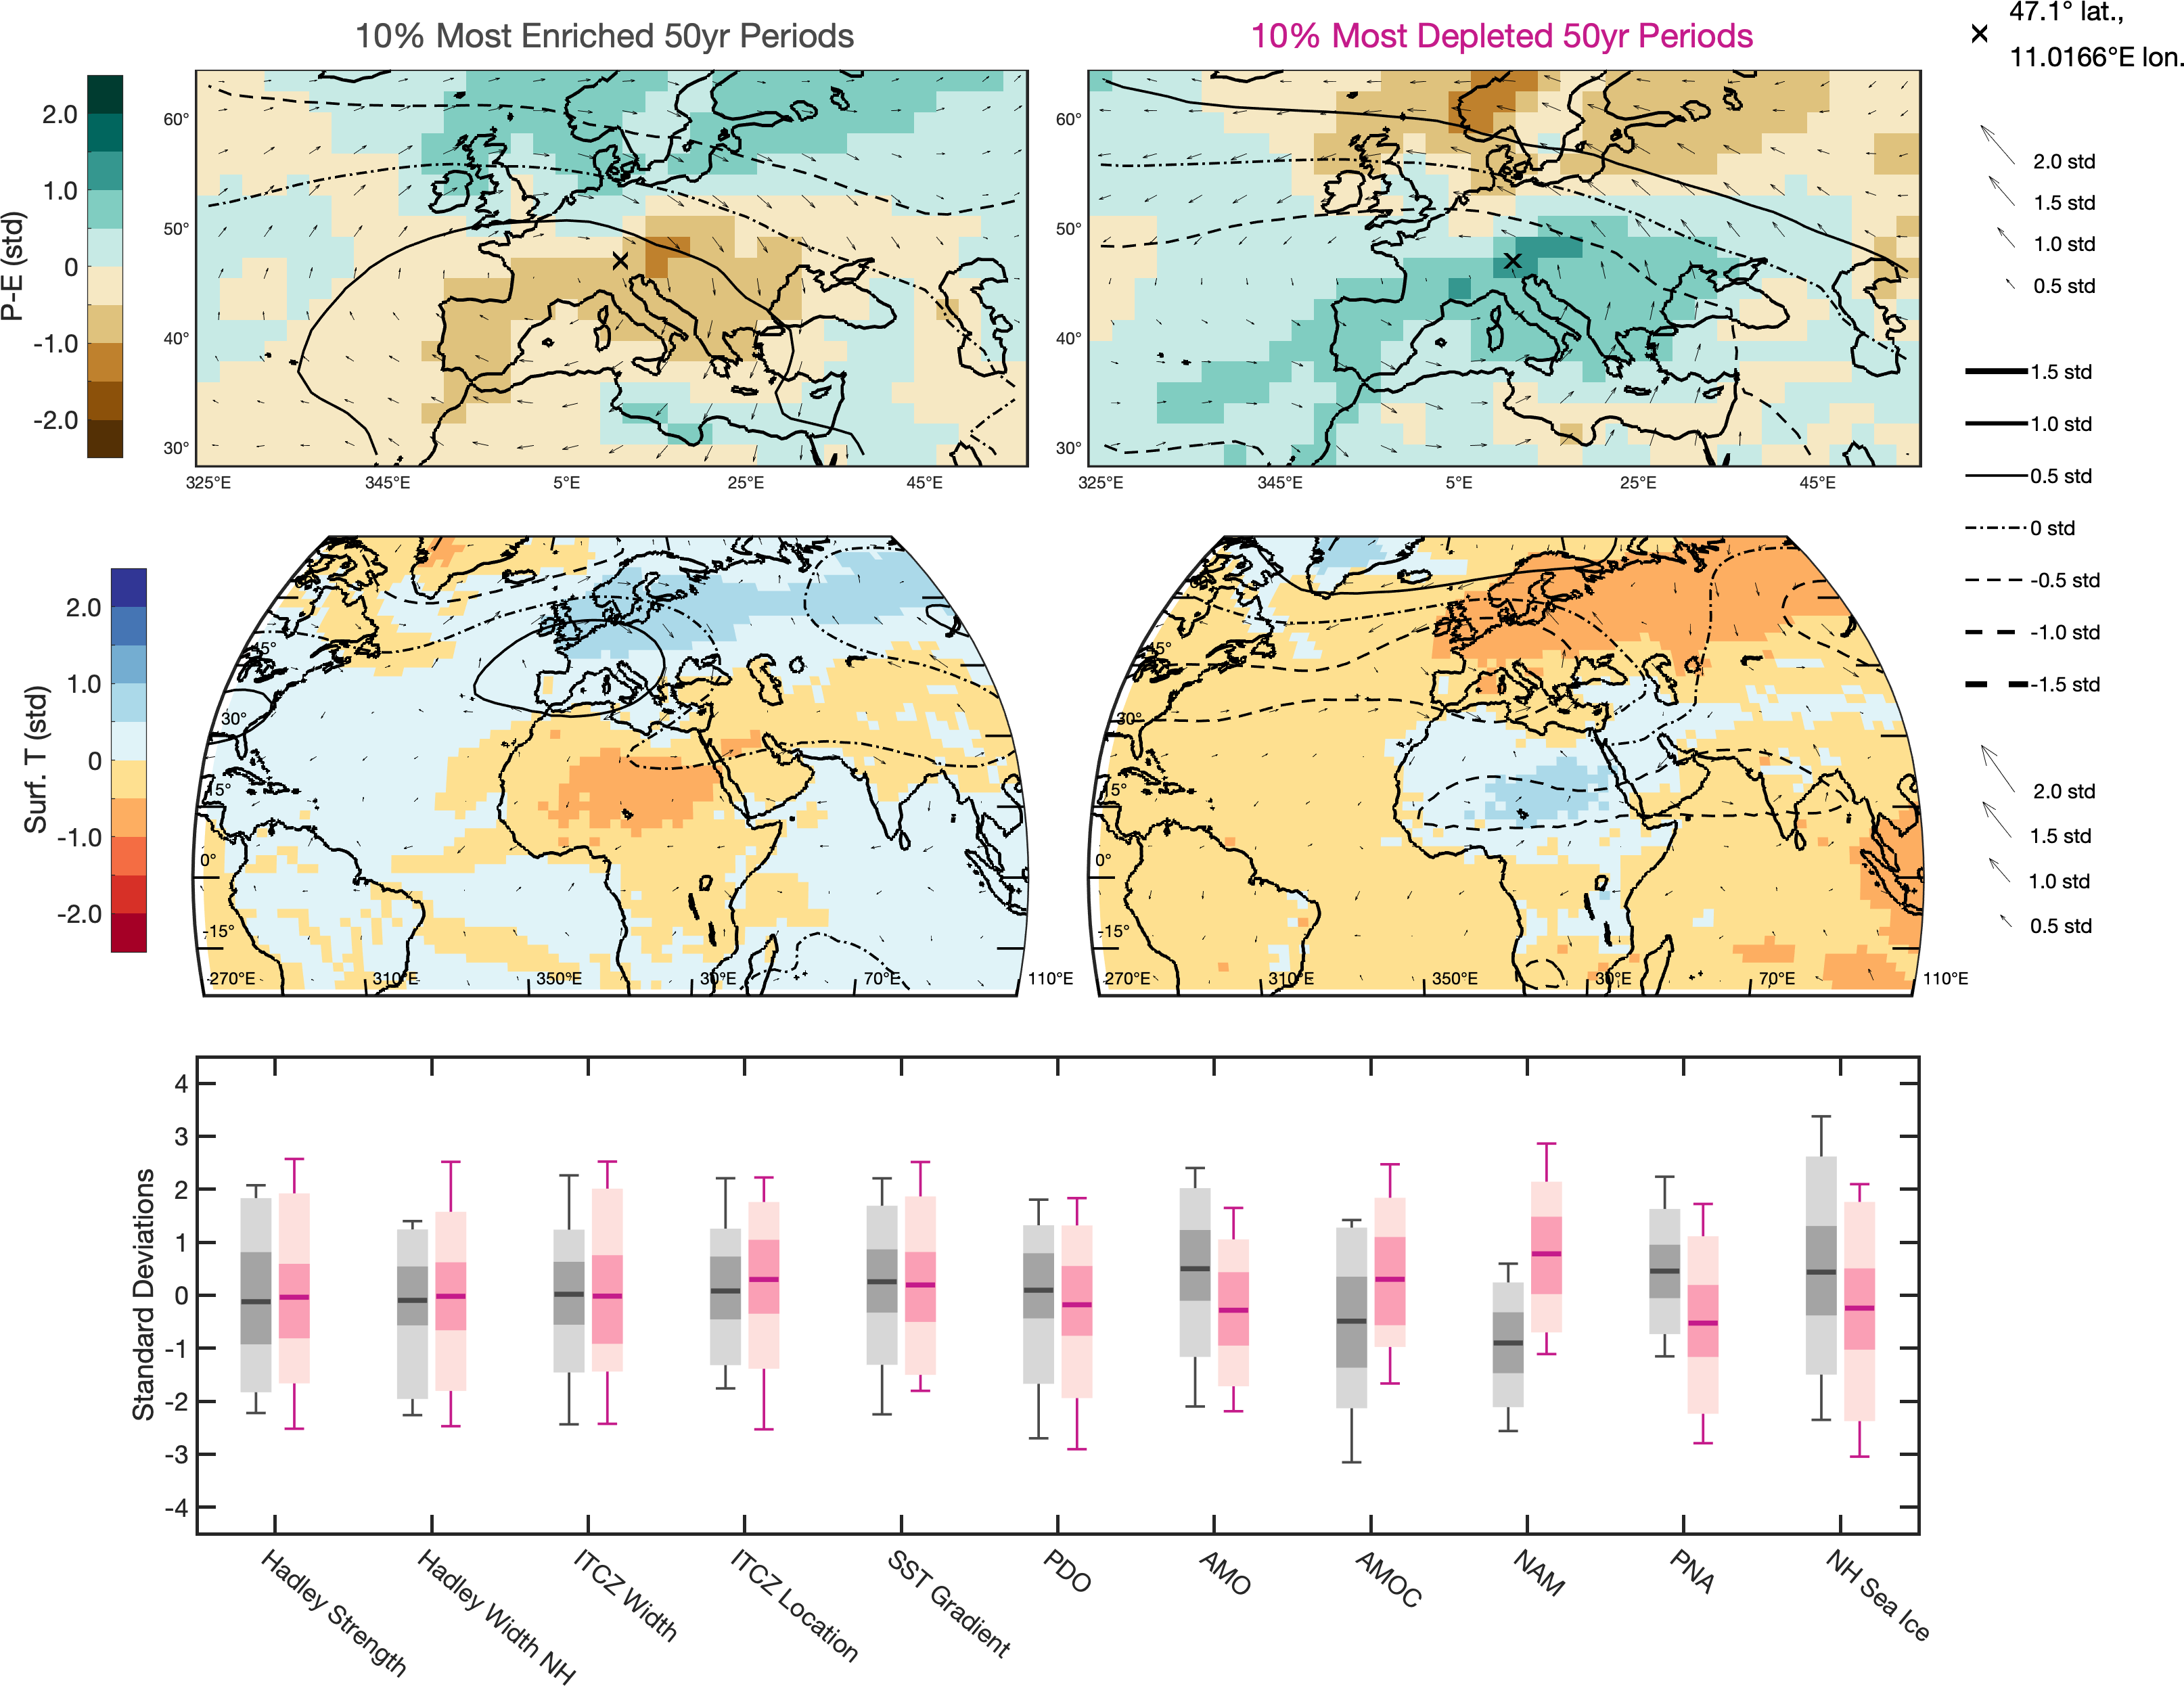 10% Most Enriched 50yr Periods
10% Most Depleted 50yr Periods
47.1° lat.,
11.0166°E lon.
P-E (std)
2.0
1.0
0
-1.0
-2.0
60°
50°
40°
30°
325°E
345°E
5°E
25°E
45°E
60°
50°
40°
30°
325°E
345°E
5°E
25°E
45°E
2.0 std
1.5 std
1.0 std
0.5 std
1.5 std
1.0 std
0.5 std
0 std
-0.5 std
-1.0 std
-1.5 std
Surf. T (std)
2.0
1.0
0
-1.0
-2.0
45°
30°
15°
0°
-15°
270°E
310°E
350°E
30°E
70°E
110°E
45°
30°
15°
0°
-15°
270°E
310°E
350°E
30°E
70°E
110°E
2.0 std
1.5 std
1.0 std
0.5 std
Standard Deviations
4
3
2
1
0
-1
-2
-3
-4
Hadley Strength
Hadley Width NH
ITCZ Width
ITCZ Location
SST Gradient
PDO
AMO
AMOC
NAM
PNA
NH Sea Ice